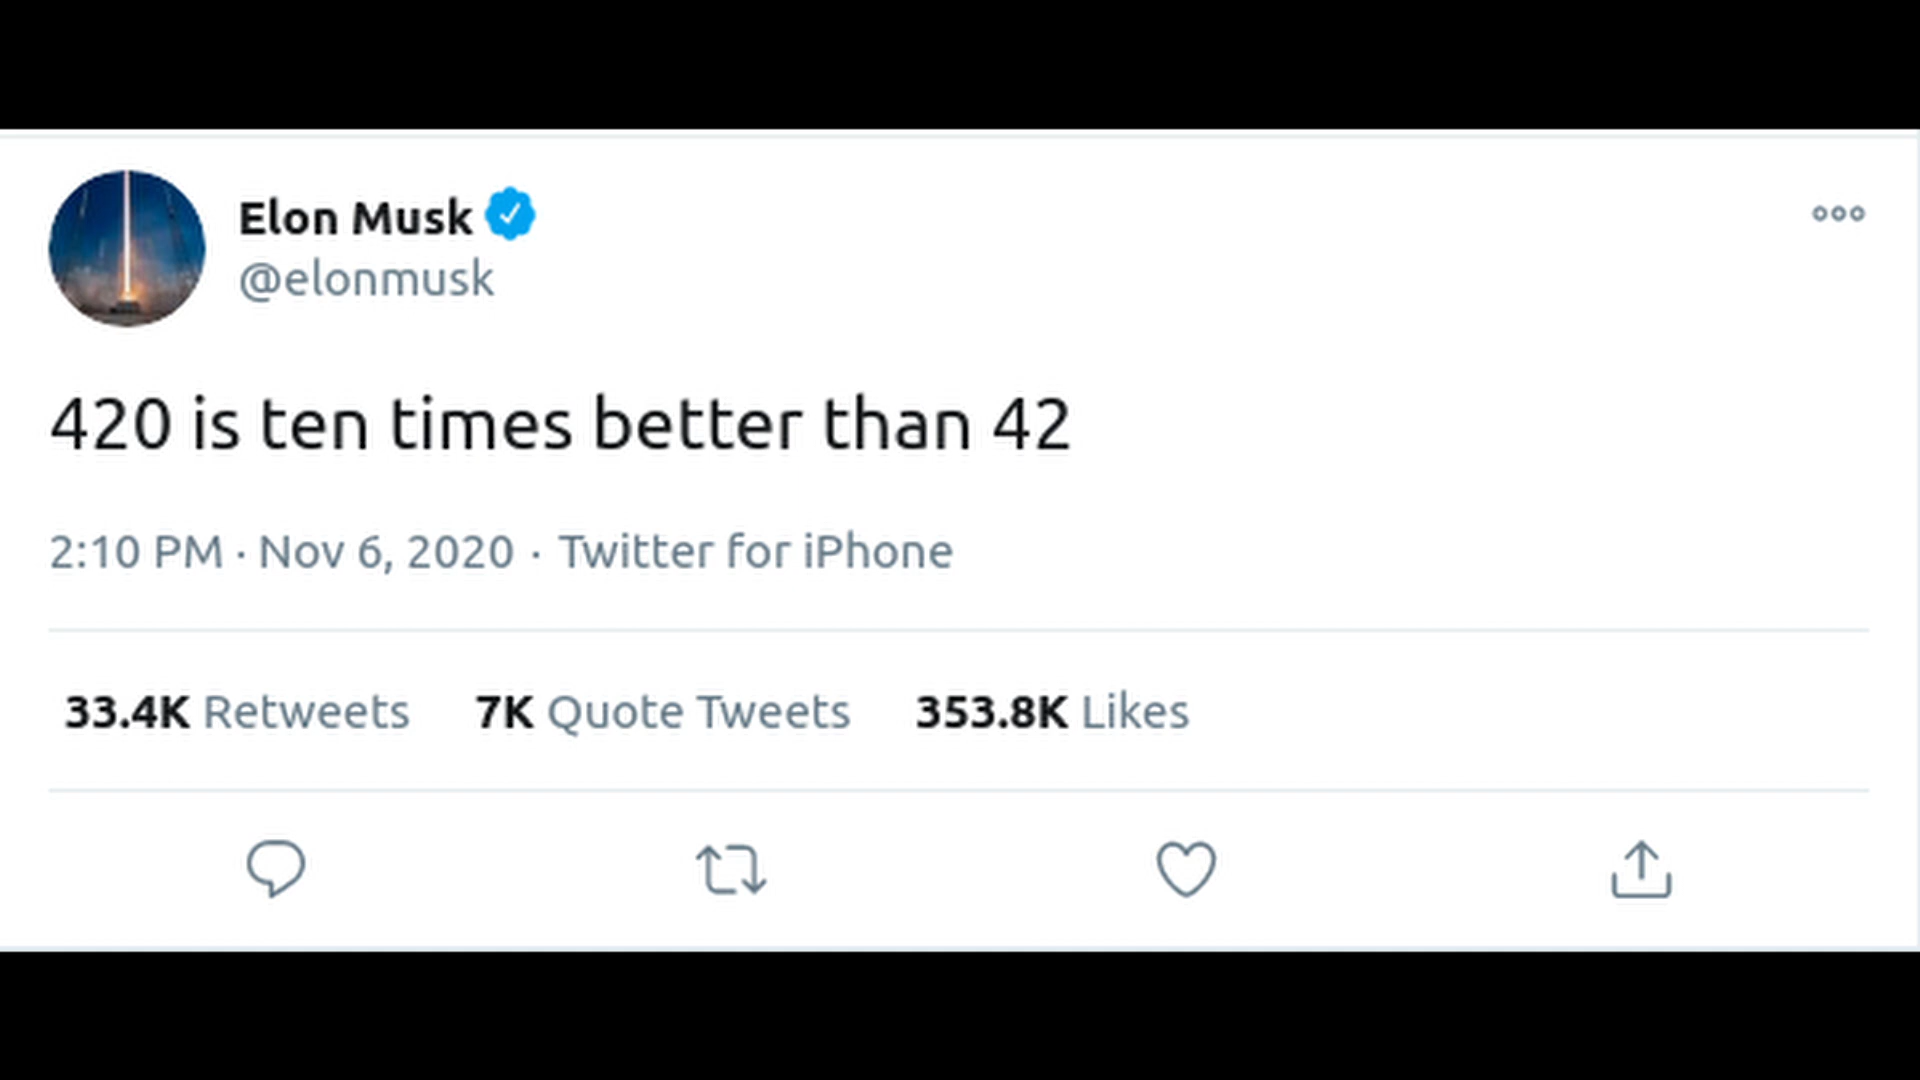 Elon Musk
@elonmusk
420 is ten times better than 42
2:10 PM · Nov 6, 2020 · Twitter for iPhone
33.4K Retweets 7K Quote Tweets 353.8K Likes